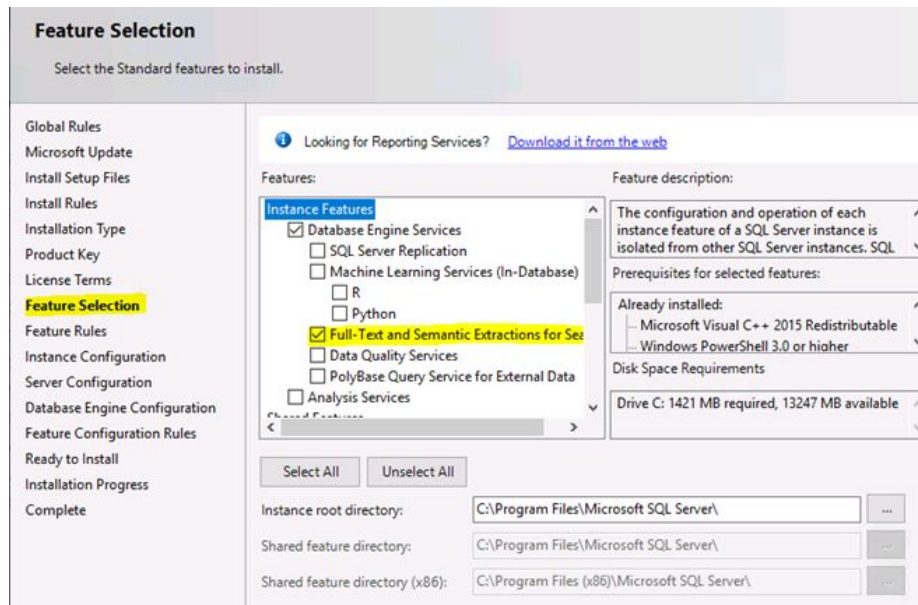 Feature Selection
Select the Standard features to install.
Global Rules
Microsoft Update
Install Setup Files
Install Rules
Installation Type
Product Key
License Terms
Feature Selection
Feature Rules
Instance Configuration
Server Configuration
Database Engine Configuration
Feature Configuration Rules
Ready to Install
Installation Progress
Complete
Looking for Reporting Services? Download it from the web
Features:
Instance Features
Database Engine Services
SQL Server Replication
Machine Learning Services (In-Database)
R
Python
Full-Text and Semantic Extractions for Sea
Data Quality Services
PolyBase Query Service for External Data
Analysis Services
Shared Features
Feature description:
The configuration and operation of each
instance feature of a SQL Server instance is
isolated from other SQL Server instances. SQL
Prerequisites for selected features:
Already installed:
Microsoft Visual C++ 2015 Redistributable
Windows PowerShell 3.0 or higher
Disk Space Requirements
Drive C: 1421 MB required, 13247 MB available
Select All
Unselect All
Instance root directory: C:\Program Files\Microsoft SQL Server\ ...
Shared feature directory: C:\Program Files\Microsoft SQL Server\ ...
Shared feature directory (x86): C:\Program Files (x86)\Microsoft SQL Server\ ...